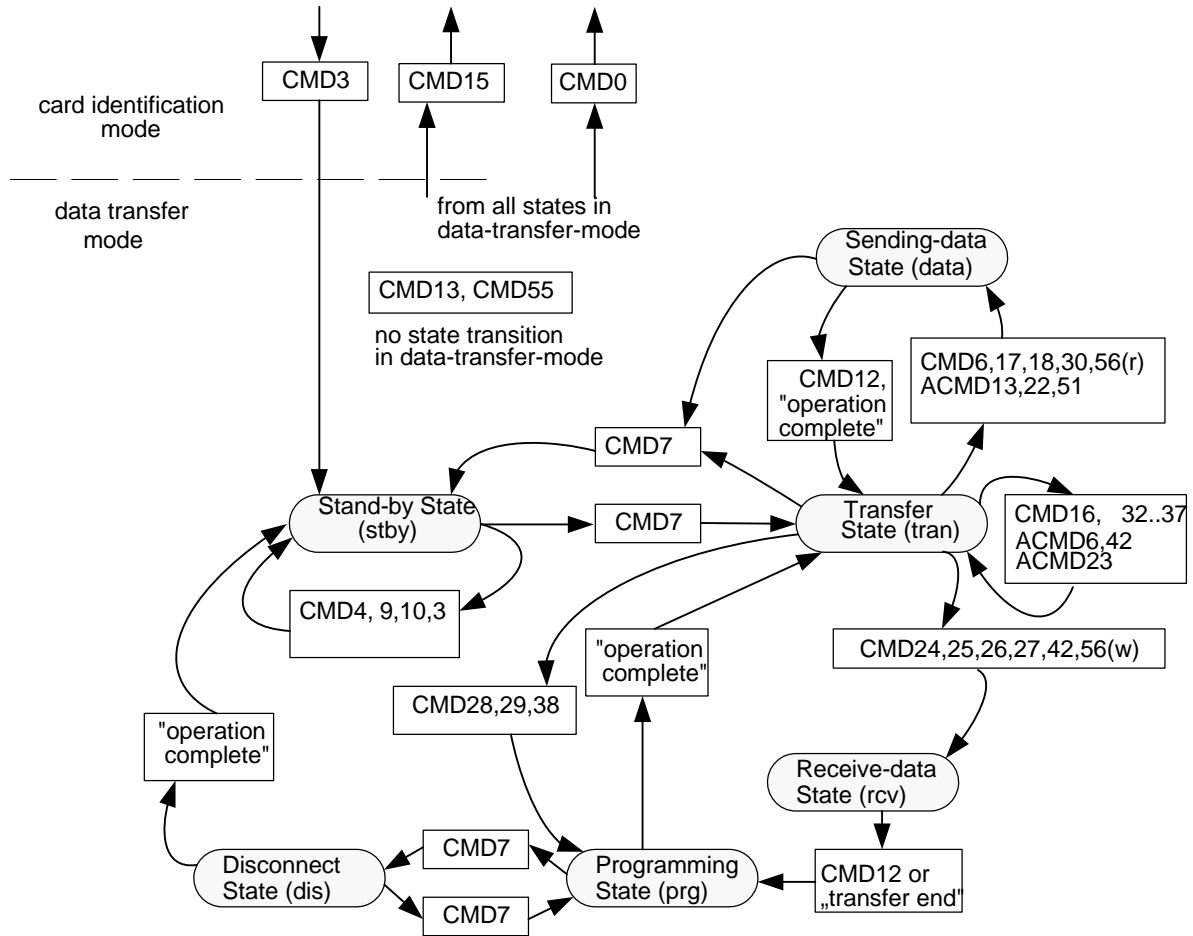 CMD3
CMD15
CMD0
card identification
mode
data transfer
mode
from all states in
data-transfer-mode
Sending-data
State (data)
CMD13, CMD55
no state transition
in data-transfer-mode
CMD12,
"operation
complete"
CMD6,17,18,30,56(r)
ACMD13,22,51
CMD7
Stand-by State
(stby)
CMD7
Transfer
State (tran)
CMD16, 32..37
ACMD6,42
ACMD23
CMD4, 9,10,3
"operation
complete"
CMD24,25,26,27,42,56(w)
CMD28,29,38
"operation
complete"
Receive-data
State (rcv)
Disconnect
State (dis)
CMD7
CMD7
Programming
State (prg)
CMD12 or
„transfer end"